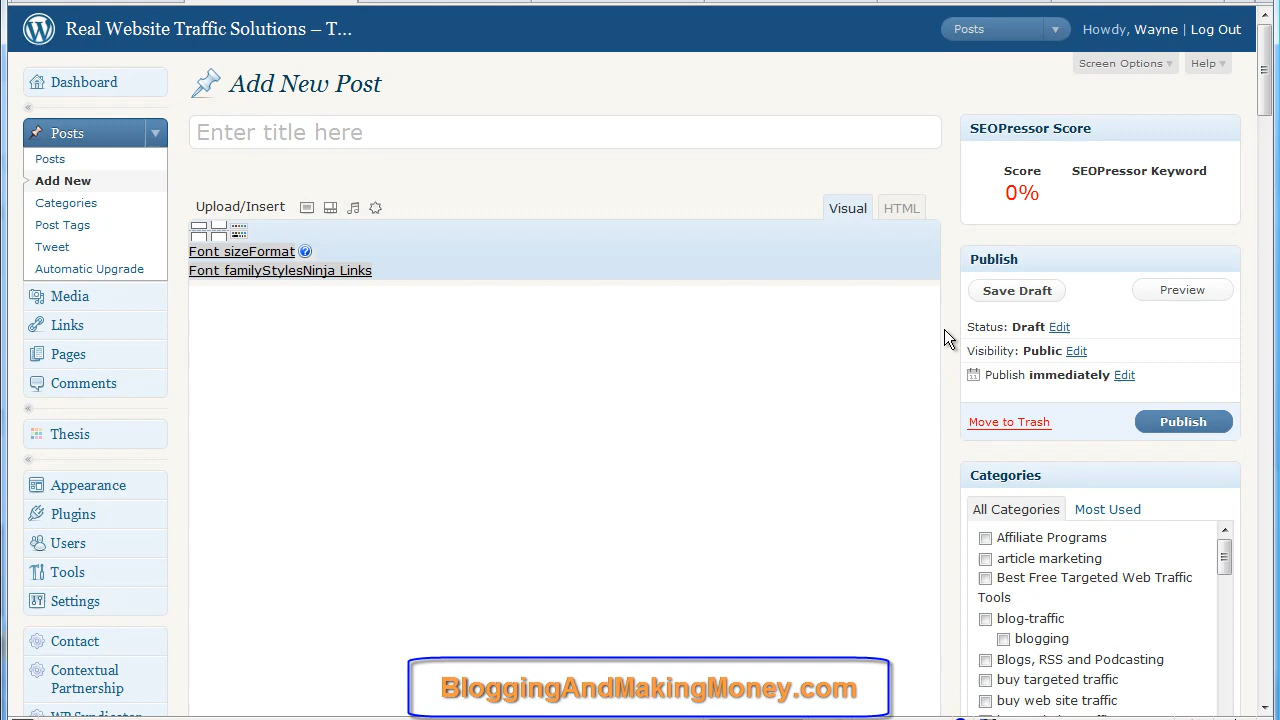 Real Website Traffic Solutions – T...
Posts
Howdy, Wayne | Log Out
Screen Options
Help
Dashboard
Posts
Posts
Add New
Categories
Post Tags
Tweet
Automatic Upgrade
Media
Links
Pages
Comments
Thesis
Appearance
Plugins
Users
Tools
Settings
Contact
Contextual
Partnership
Add New Post
Enter title here
Upload/Insert
Visual
HTML
Font sizeFormat
Font familyStylesNinja Links
SEOPressor Score
Score
SEOPressor Keyword
0%
Publish
Save Draft
Preview
Status: Draft Edit
Visibility: Public Edit
Publish immediately Edit
Move to Trash
Publish
Categories
All Categories
Most Used
Affiliate Programs
article marketing
Best Free Targeted Web Traffic
Tools
blog-traffic
blogging
Blogs, RSS and Podcasting
buy targeted traffic
buy web site traffic
BloggingAndMakingMoney.com